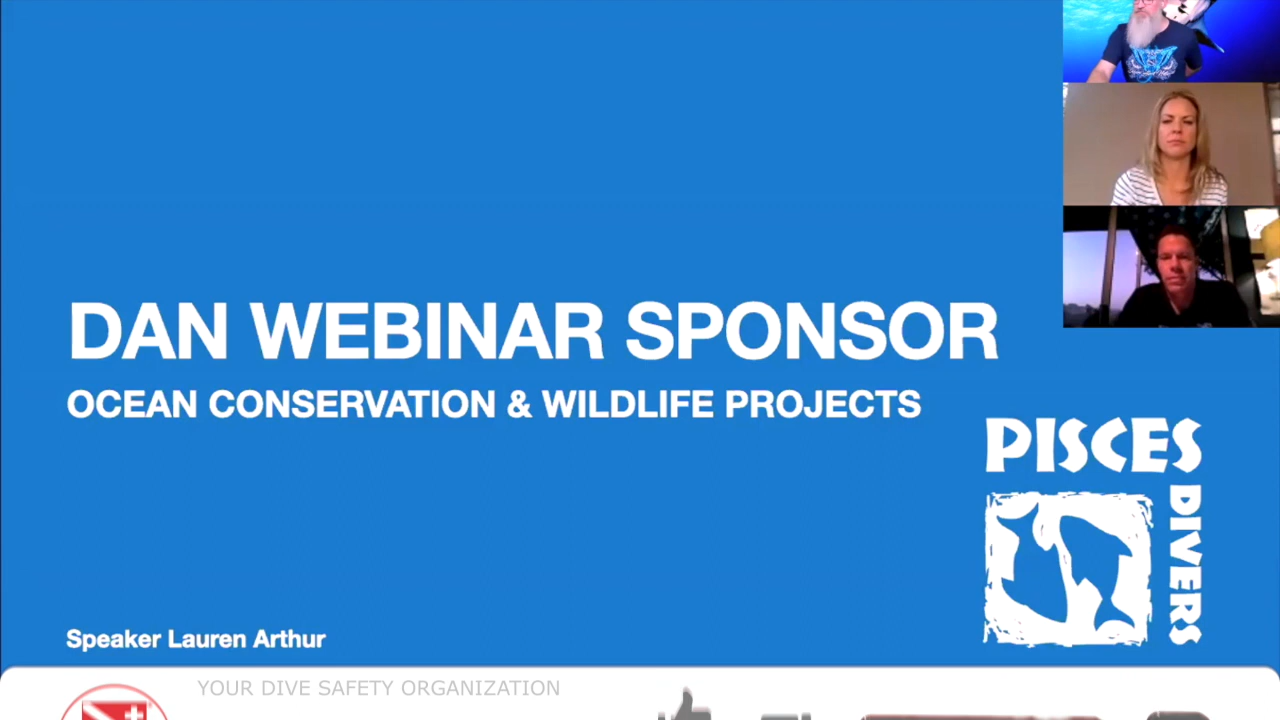 DAN WEBINAR SPONSOR
OCEAN CONSERVATION & WILDLIFE PROJECTS
PISCES
DIVERS
Speaker Lauren Arthur
YOUR DIVE SAFETY ORGANIZATION